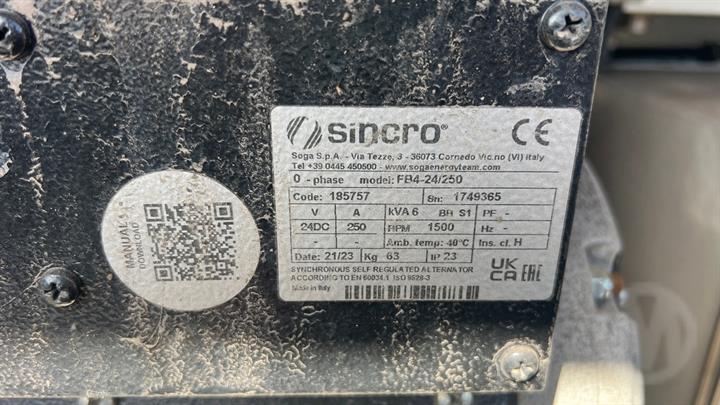 sincro®
CE
Soga S.p.A. - Via Tezze, 3 - 36073 Cornedo Vic.no (VI) Italy
Tel +39 0445 450500 - www.sogaenergyteam.com
0 - phase model: FB4-24/250
Code: 185757 Sn: 1749365
V A kVA 6 BR S1 PF -
24DC 250 RPM 1500 Hz -
- - Amb. temp: 40°C Ins. cl. H
Date: 21/23 Kg 63 IP 23
SYNCHRONOUS SELF REGULATED ALTERNATOR
ACCORDING TO EN 60034.1 ISO 8528-3
Made in Italy
UK
CA EAC
MANUALS
DOWNLOAD
M